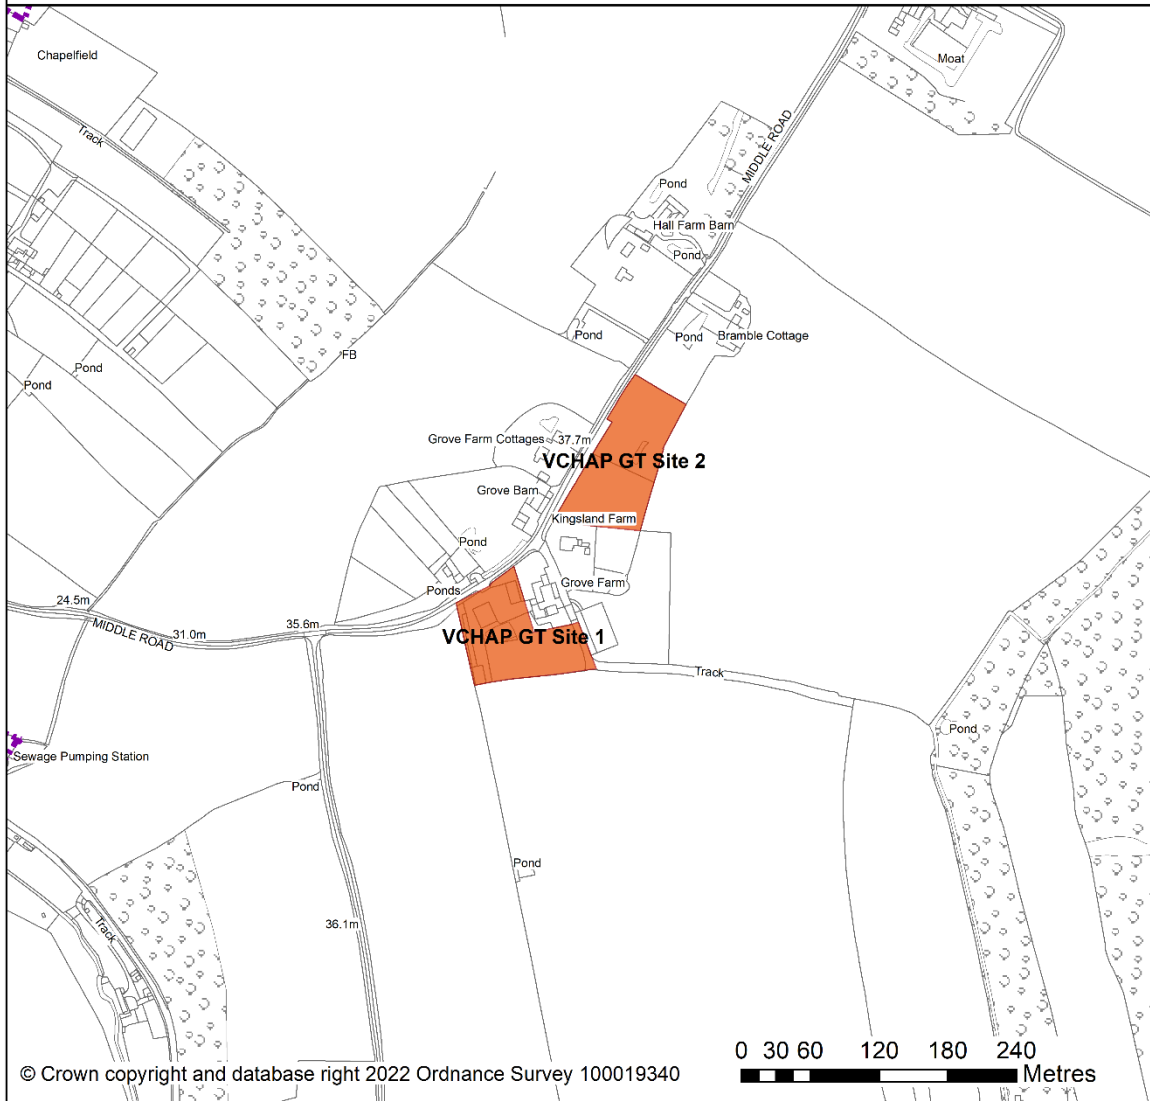 Chapelfield
Moat
Track
MIDDLE ROAD
Pond
Hall Farm Barn
Pond
Pond
Pond
Bramble Cottage
FB
Pond
Pond
Grove Farm Cottages
37.7m
VCHAP GT Site 2
Grove Barn
Kingsland Farm
Pond
Ponds
Grove Farm
24.5m
MIDDLE ROAD
31.0m
35.6m
VCHAP GT Site 1
Track
Pond
Sewage Pumping Station
Pond
Pond
Track
36.1m
0 30 60 120 180 240
Metres
© Crown copyright and database right 2022 Ordnance Survey 100019340